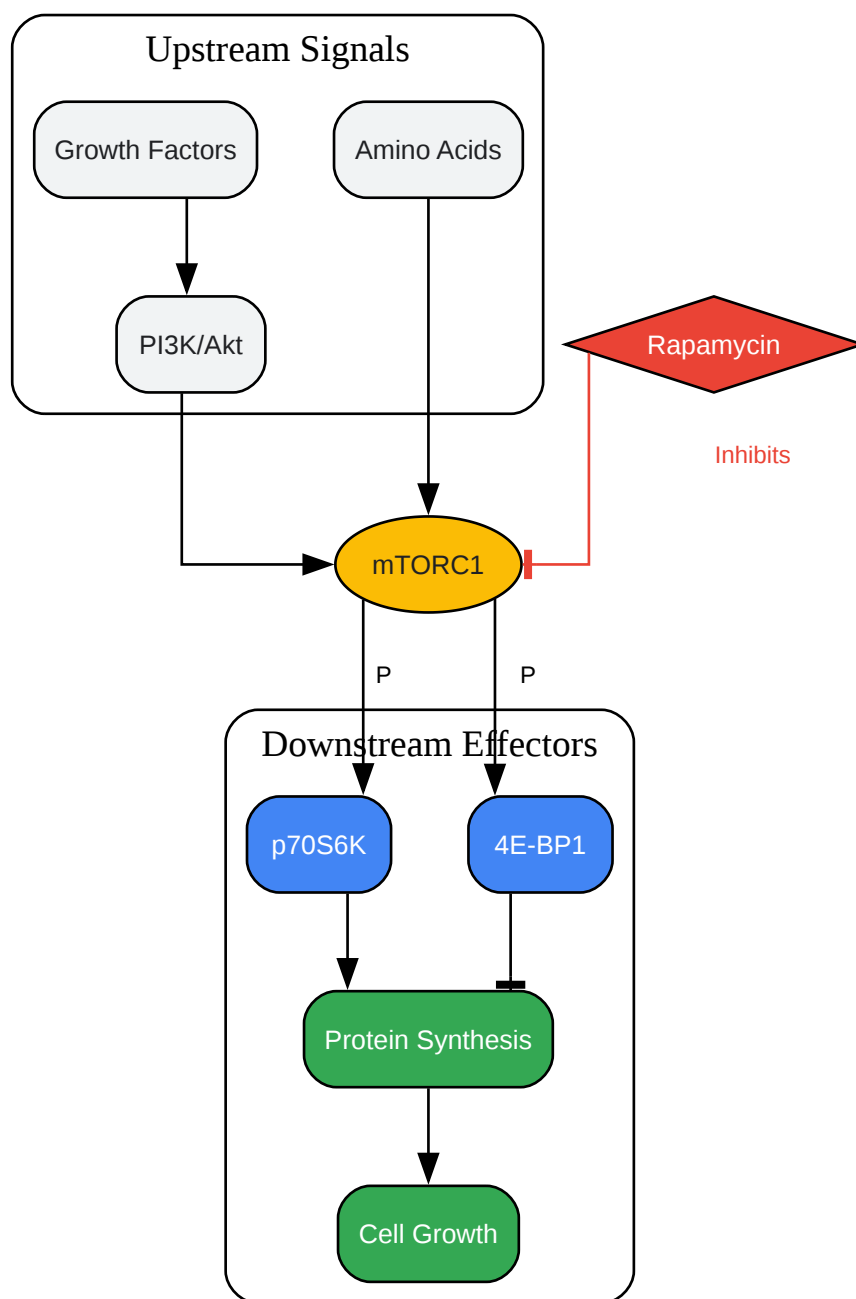 Upstream Signals
Growth Factors
Amino Acids
PI3K/Akt
Rapamycin
Inhibits
mTORC1
P
P
Downstream Effectors
p70S6K
4E-BP1
Protein Synthesis
Cell Growth